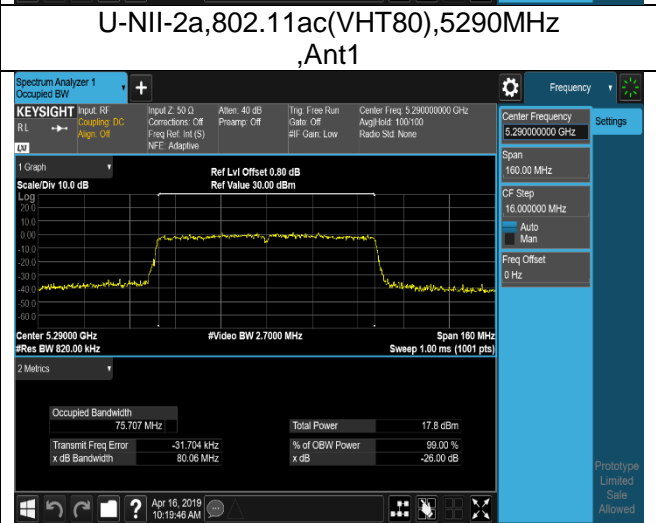 U-NII-2a,802.11ac(VHT80),5290MHz
,Ant1
Spectrum Analyzer 1
Occupied BW
+
Frequency
KEYSIGHT
RL
Input: RF
Coupling: DC
Align: Off
Input Z: 50 Ω
Corrections: Off
Freq Ref: Int (S)
NFE: Adaptive
Atten: 40 dB
Preamp: Off
Trig: Free Run
Gate: Off
#IF Gain: Low
Center Freq: 5.290000000 GHz
Avg|Hold: 100/100
Radio Std: None
Center Frequency
5.290000000 GHz
Settings
Span
160.00 MHz
CF Step
16.000000 MHz
Auto
Man
Freq Offset
0 Hz
1 Graph
Scale/Div 10.0 dB
Ref Lvl Offset 0.80 dB
Ref Value 30.00 dBm
Log
20.0
10.0
0.00
-10.0
-20.0
-30.0
-40.0
-50.0
-60.0
Center 5.29000 GHz
#Res BW 820.00 kHz
#Video BW 2.7000 MHz
Span 160 MHz
Sweep 1.00 ms (1001 pts)
2 Metrics
Occupied Bandwidth
75.707 MHz
Total Power 17.8 dBm
Transmit Freq Error -31.704 kHz
% of OBW Power 99.00 %
x dB Bandwidth 80.06 MHz
x dB -26.00 dB
Prototype
Limited
Sale
Allowed
?
Apr 16, 2019
10:19:46 AM